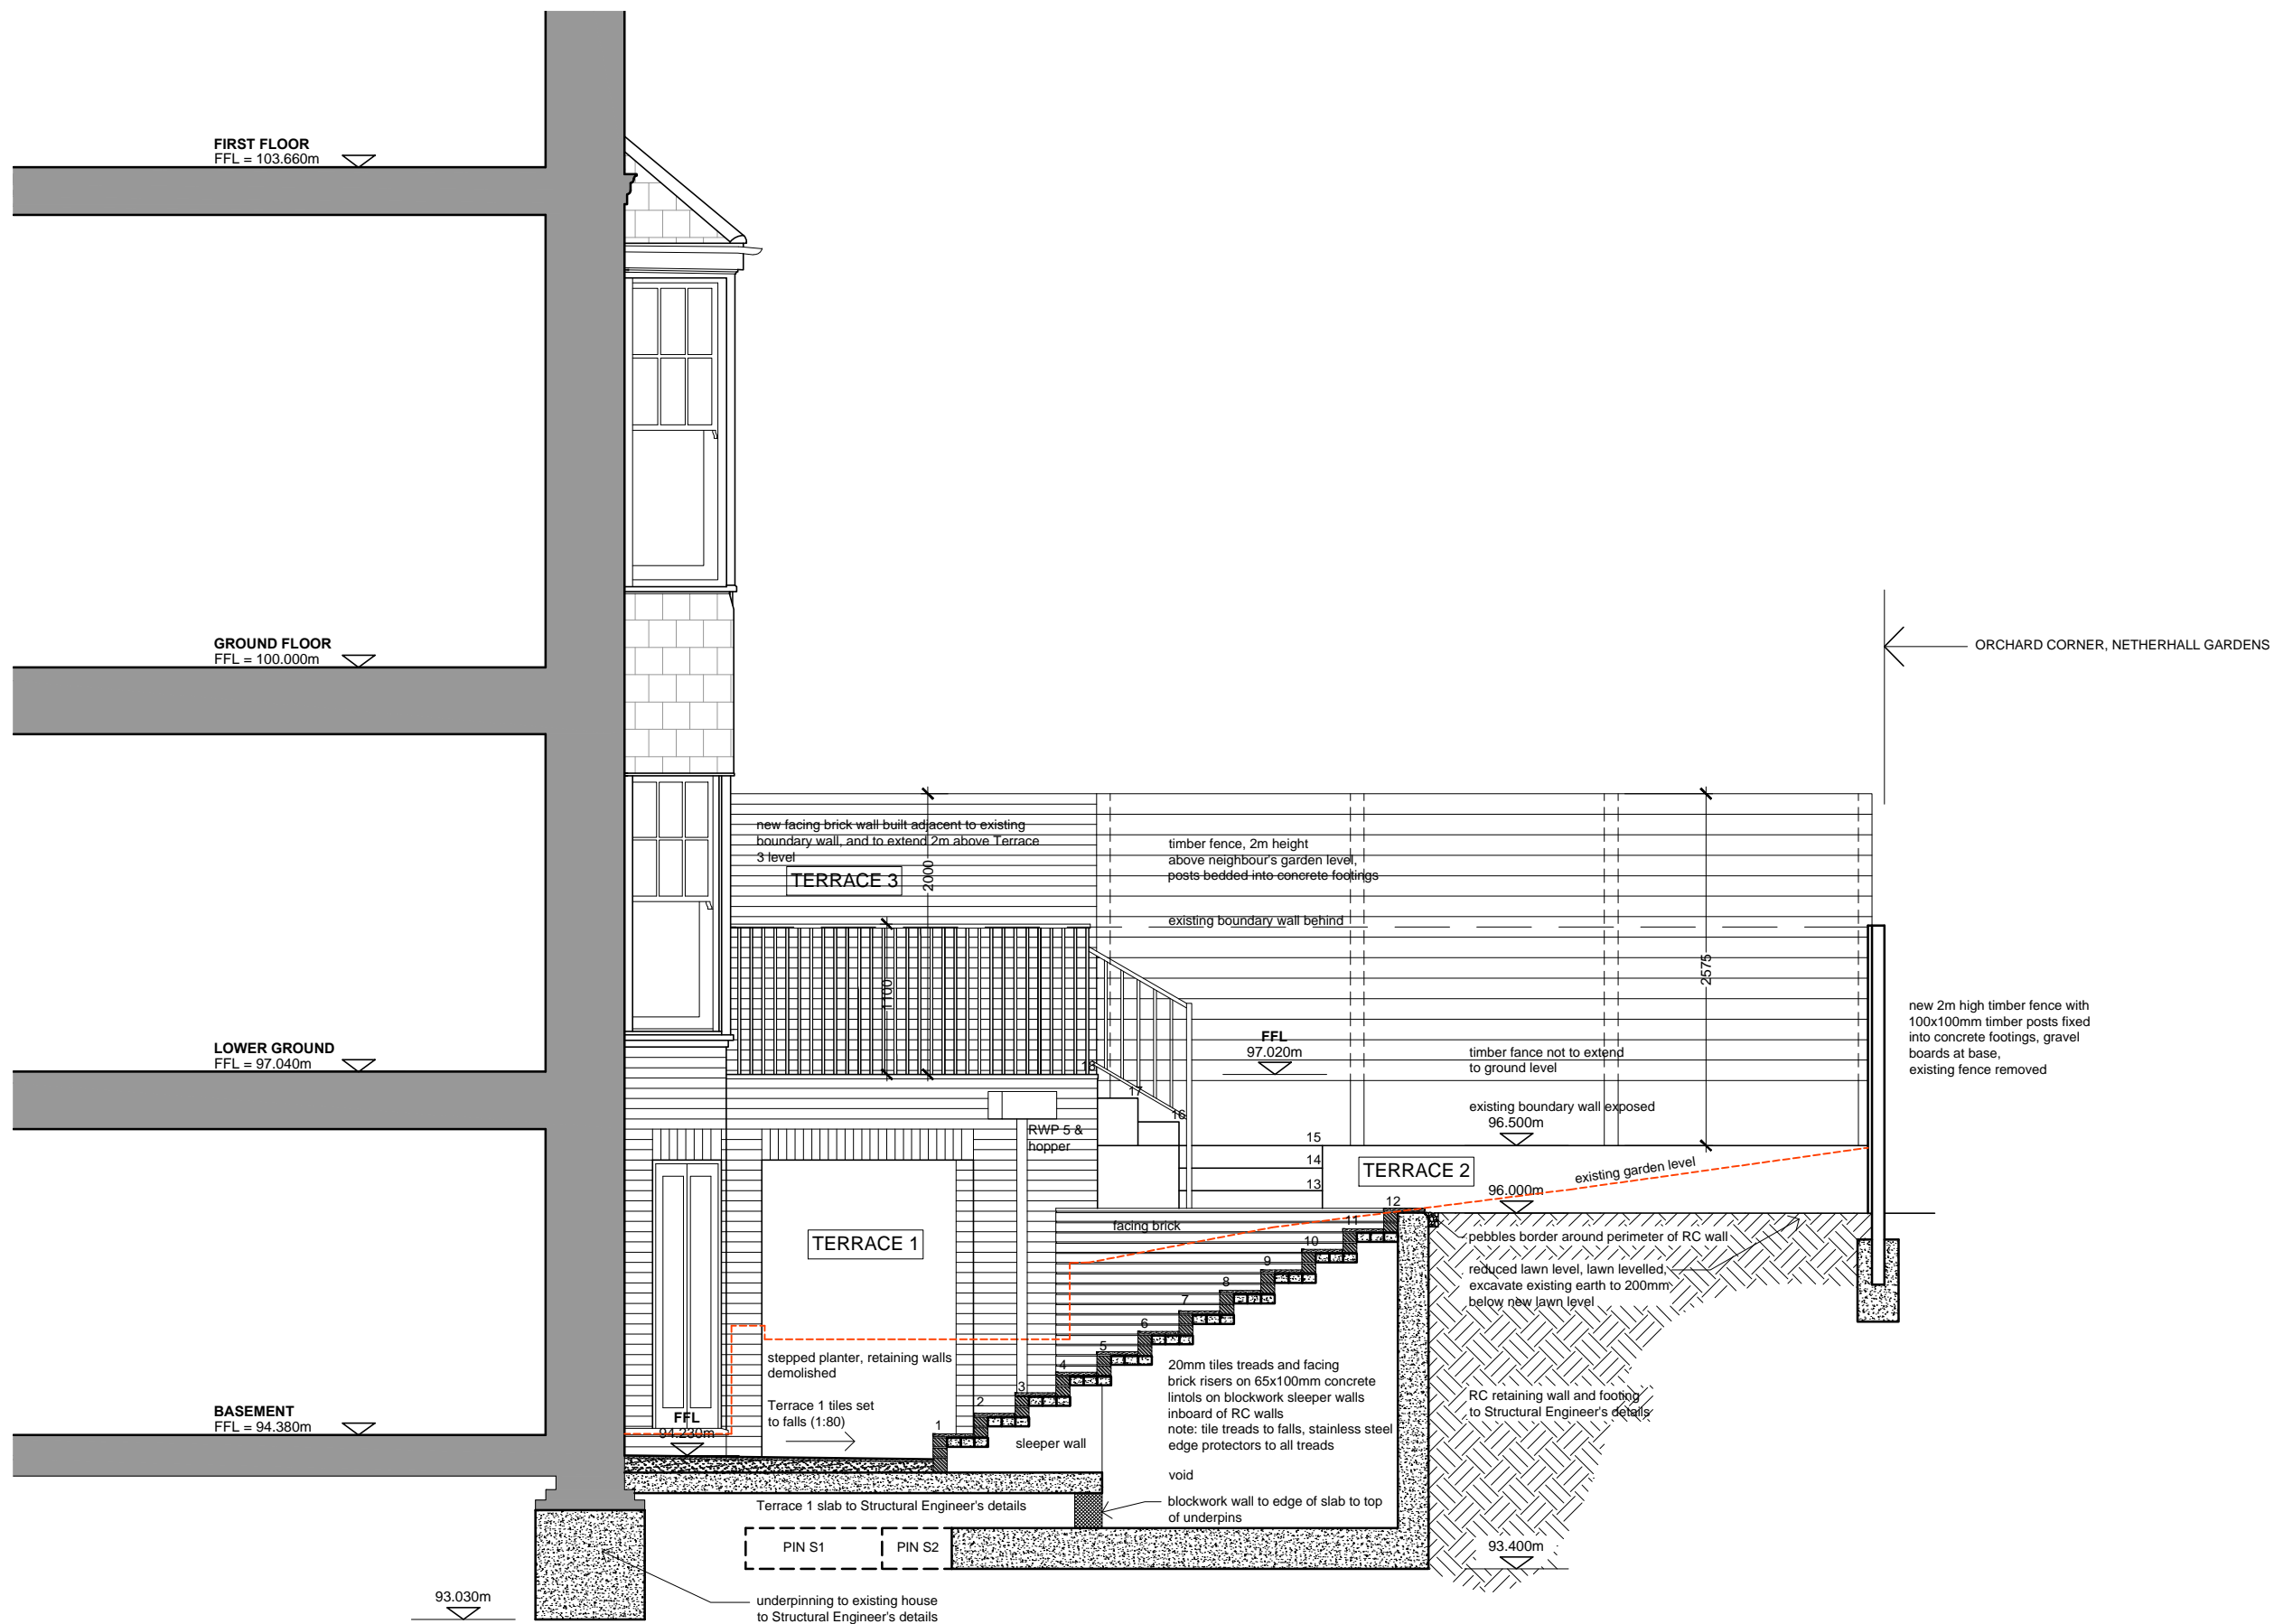 FIRST FLOOR
FFL = 103.660m
GROUND FLOOR
FFL = 100.000m
ORCHARD CORNER, NETHERHALL GARDENS
new facing brick wall built adjacent to existing
boundary wall, and to extend 2m above Terrace
3 level
TERRACE 3
2000
timber fence, 2m height
above neighbour's garden level,
posts bedded into concrete footings
existing boundary wall behind
2575
1100
new 2m high timber fence with
100x100mm timber posts fixed
into concrete footings, gravel
boards at base,
existing fence removed
LOWER GROUND
FFL = 97.040m
FFL
97.020m
timber fance not to extend
to ground level
18
17
16
existing boundary wall exposed
96.500m
RWP 5 &
hopper
15
14
13
TERRACE 2
existing garden level
96.000m
12
11
10
9
8
7
6
5
4
3
2
1
facing brick
TERRACE 1
pebbles border around perimeter of RC wall
reduced lawn level, lawn levelled,
excavate existing earth to 200mm
below new lawn level
stepped planter, retaining walls
demolished
Terrace 1 tiles set
to falls (1:80)
20mm tiles treads and facing
brick risers on 65x100mm concrete
lintols on blockwork sleeper walls
inboard of RC walls
note: tile treads to falls, stainless steel
edge protectors to all treads
RC retaining wall and footing
to Structural Engineer's details
BASEMENT
FFL = 94.380m
FFL
94.230m
sleeper wall
void
Terrace 1 slab to Structural Engineer's details
blockwork wall to edge of slab to top
of underpins
PIN S1
PIN S2
93.400m
93.030m
underpinning to existing house
to Structural Engineer's details